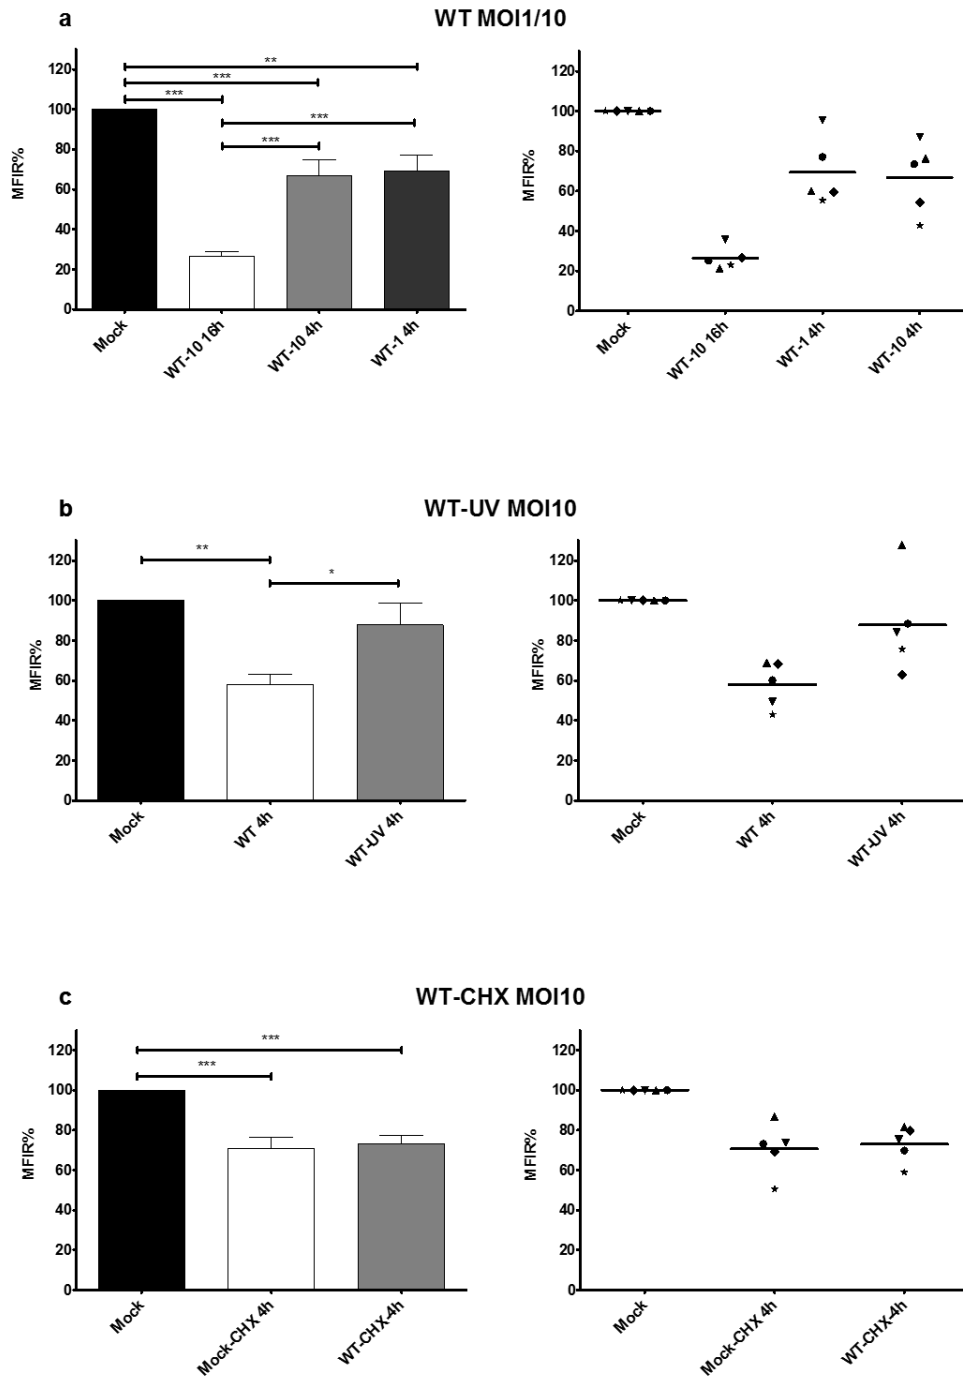 a
WT MOI1/10
MFIR%
120
100
80
60
40
20
0
**
***
***
***
***
Mock
WT-10 16h
WT-10 4h
WT-1 4h
MFIR%
120
100
80
60
40
20
0
Mock
WT-10 16h
WT-1 4h
WT-10 4h
b
WT-UV MOI10
MFIR%
120
100
80
60
40
20
0
**
*
Mock
WT 4h
WT-UV 4h
MFIR%
120
100
80
60
40
20
0
Mock
WT 4h
WT-UV 4h
c
WT-CHX MOI10
MFIR%
120
100
80
60
40
20
0
***
***
Mock
Mock-CHX 4h
WT-CHX-4h
MFIR%
120
100
80
60
40
20
0
Mock
Mock-CHX 4h
WT-CHX-4h